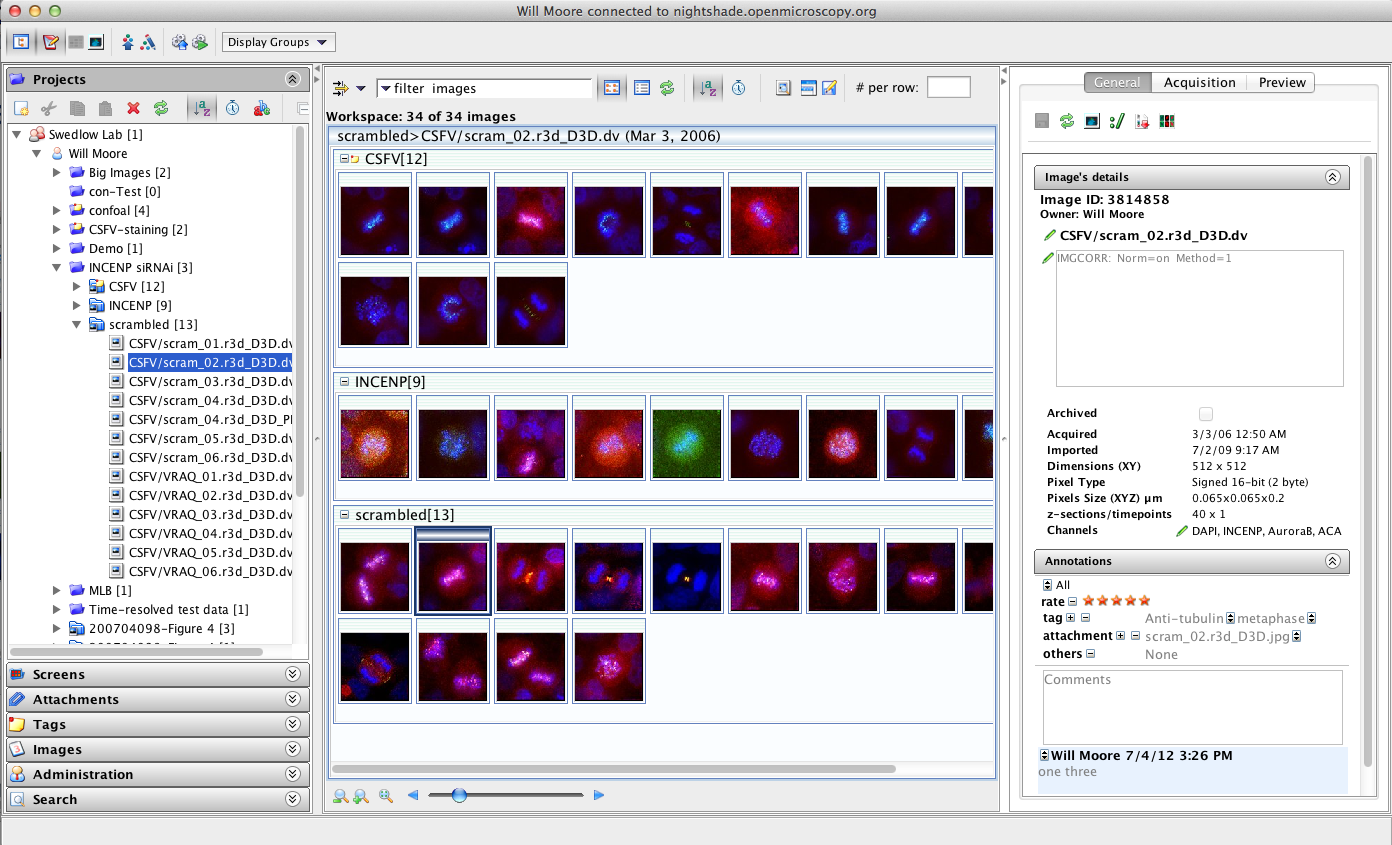 Will Moore connected to nightshade.openmicroscopy.org
Display Groups
Projects
Swedlow Lab [1]
Will Moore
Big Images [2]
con-Test [0]
confoal [4]
CSFV-staining [2]
Demo [1]
INCENP siRNAi [3]
CSFV [12]
INCENP [9]
scrambled [13]
CSFV/scram_01.r3d_D3D.dv
CSFV/scram_02.r3d_D3D.dv
CSFV/scram_03.r3d_D3D.dv
CSFV/scram_04.r3d_D3D.dv
CSFV/scram_04.r3d_D3D_P
CSFV/scram_05.r3d_D3D.dv
CSFV/scram_06.r3d_D3D.dv
CSFV/VRAQ_01.r3d_D3D.dv
CSFV/VRAQ_02.r3d_D3D.dv
CSFV/VRAQ_03.r3d_D3D.dv
CSFV/VRAQ_04.r3d_D3D.dv
CSFV/VRAQ_05.r3d_D3D.dv
CSFV/VRAQ_06.r3d_D3D.dv
MLB [1]
Time-resolved test data [1]
200704098-Figure 4 [3]
Screens
Attachments
Tags
Images
Administration
Search
filter images
# per row:
Workspace: 34 of 34 images
scrambled>CSFV/scram_02.r3d_D3D.dv (Mar 3, 2006)
CSFV[12]
INCENP[9]
scrambled[13]
General Acquisition Preview
Image's details
Image ID: 3814858
Owner: Will Moore
CSFV/scram_02.r3d_D3D.dv
IMGCORR: Norm=on Method=1
Archived
Acquired 3/3/06 12:50 AM
Imported 7/2/09 9:17 AM
Dimensions (XY) 512 x 512
Pixel Type Signed 16-bit (2 byte)
Pixels Size (XYZ) µm 0.065x0.065x0.2
z-sections/timepoints 40 x 1
Channels DAPI, INCENP, AuroraB, ACA
Annotations
All
rate
tag Anti-tubulin metaphase
attachment scram_02.r3d_D3D.jpg
others None
Comments
Will Moore 7/4/12 3:26 PM
one three